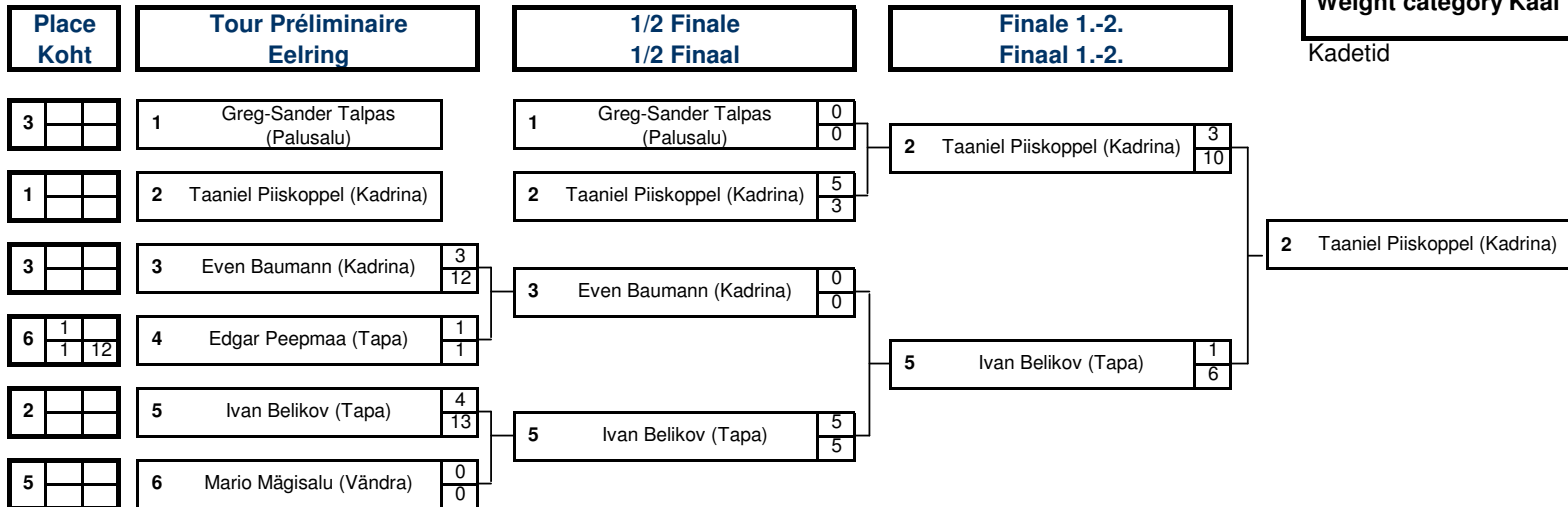 Place Koht
Tour Préliminaire Eelring
1/2 Finale 1/2 Finaal
Finale 1.-2. Finaal 1.-2.
Weight category Kaal
Kadetid
3
1 Greg-Sander Talpas (Palusalu)
1 Greg-Sander Talpas (Palusalu) 0 0
2 Taaniel Piiskoppel (Kadrina) 3 10
1
2 Taaniel Piiskoppel (Kadrina)
2 Taaniel Piiskoppel (Kadrina) 5 3
2 Taaniel Piiskoppel (Kadrina)
3
3 Even Baumann (Kadrina) 3 12
3 Even Baumann (Kadrina) 0 0
6 1 1 12
4 Edgar Peepmaa (Tapa) 1 1
5 Ivan Belikov (Tapa) 1 6
2
5 Ivan Belikov (Tapa) 4 13
5 Ivan Belikov (Tapa) 5 5
5
6 Mario Mägisalu (Vändra) 0 0